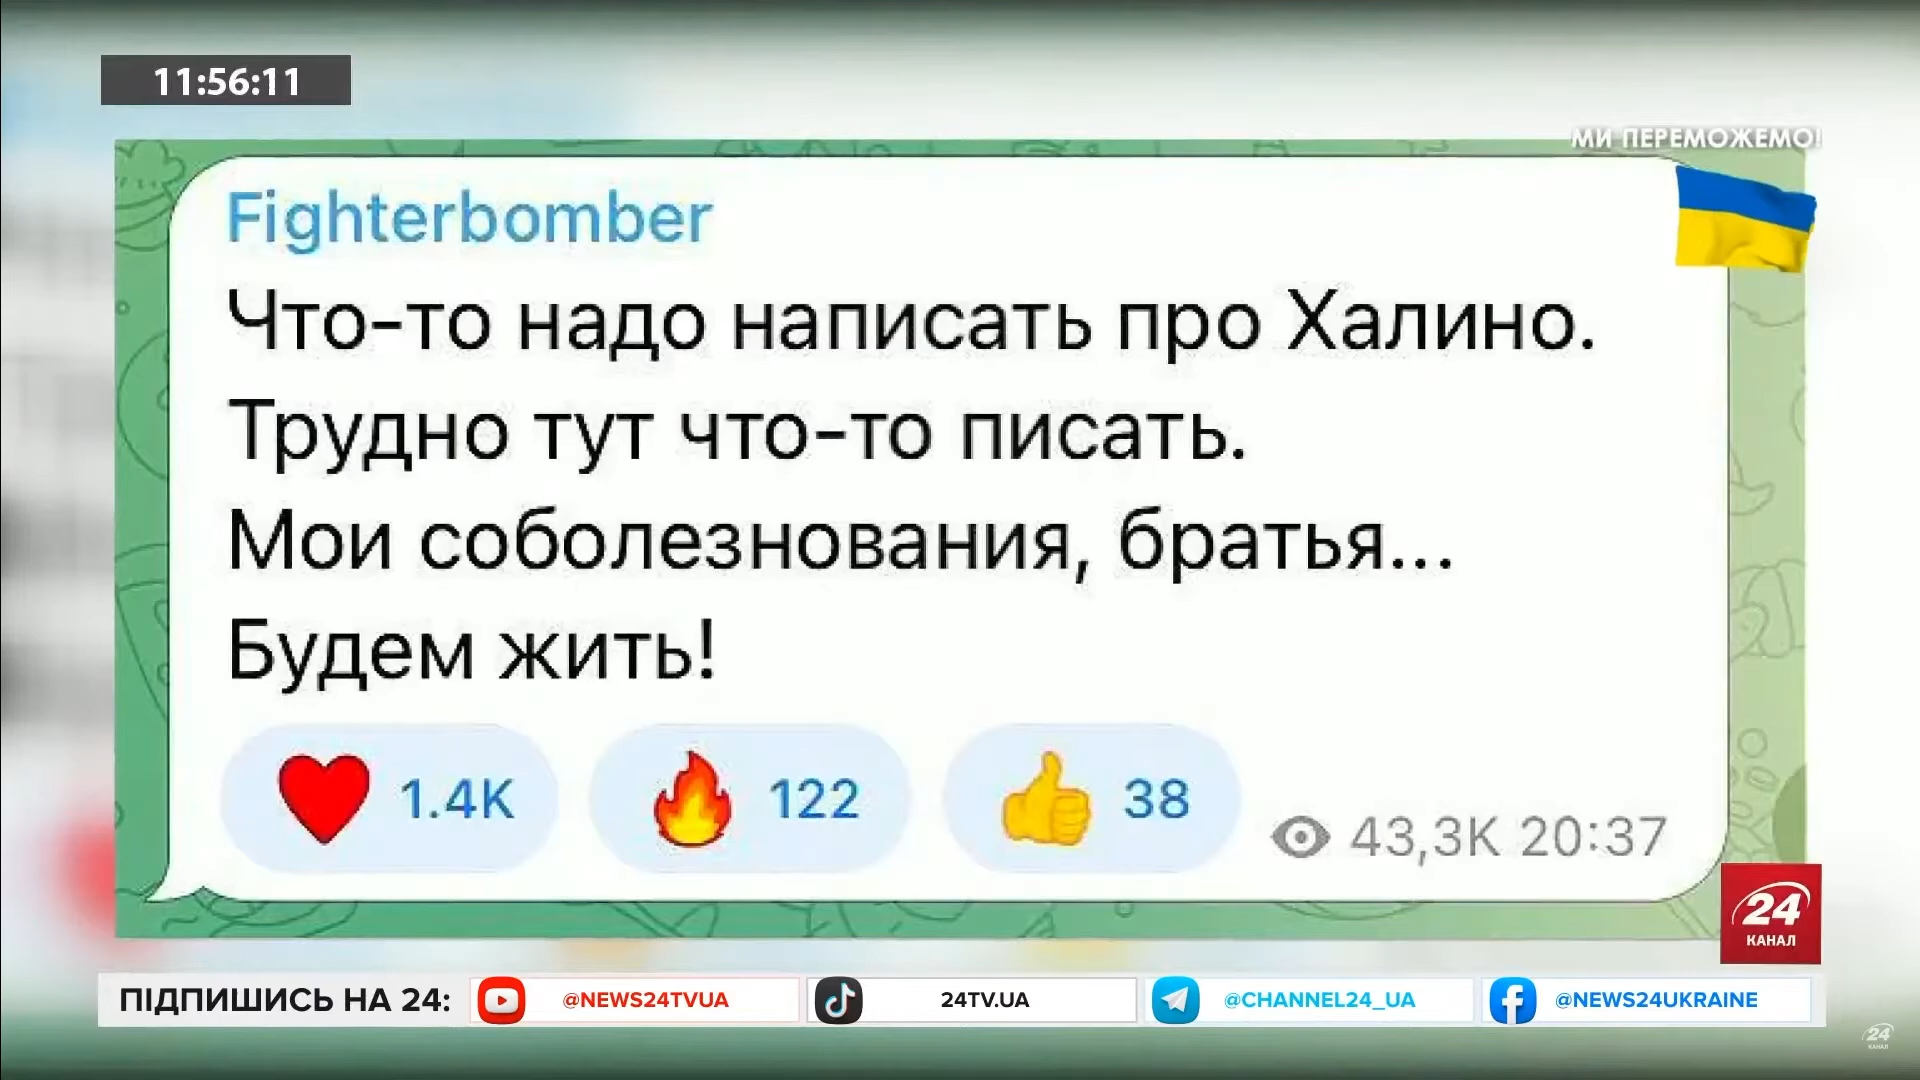 11:56:11
МИ ПЕРЕМОЖЕМО!
Fighterbomber
Что-то надо написать про Халино.
Трудно тут что-то писать.
Мои соболезнования, братья...
Будем жить!
1.4K 122 38 43,3K 20:37
24
КАНАЛ
ПІДПИШИСЬ НА 24: @NEWS24TVUA 24TV.UA @CHANNEL24_UA @NEWS24UKRAINE
24
КАНАЛ